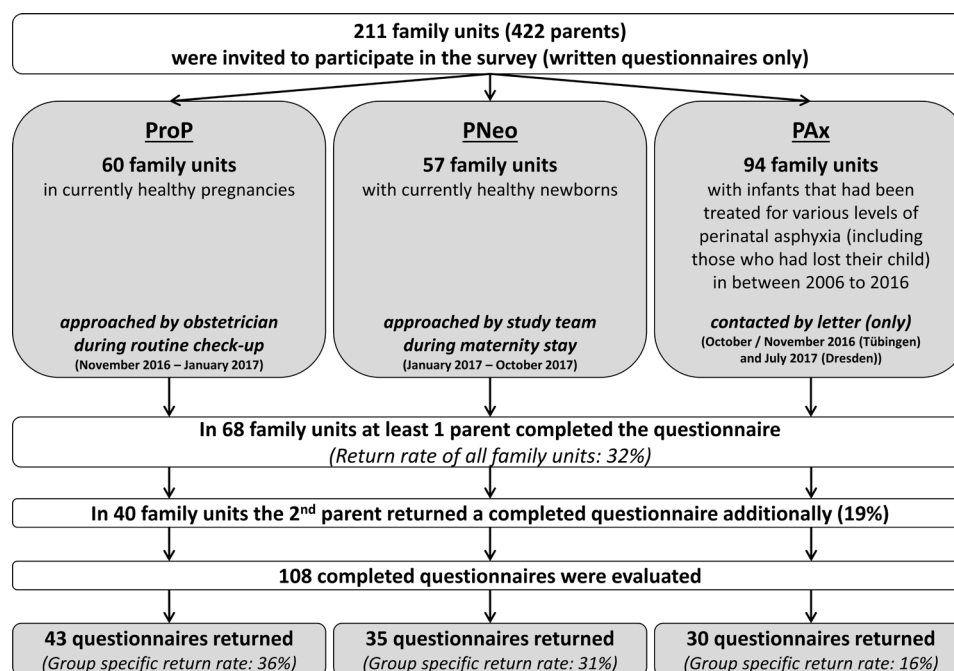 211 family units (422 parents)
were invited to participate in the survey (written questionnaires only)
ProP
60 family units
in currently healthy pregnancies
approached by obstetrician
during routine check-up
(November 2016 – January 2017)
PNeo
57 family units
with currently healthy newborns
approached by study team
during maternity stay
(January 2017 – October 2017)
PAx
94 family units
with infants that had been
treated for various levels of
perinatal asphyxia (including
those who had lost their child)
in between 2006 to 2016
contacted by letter (only)
(October / November 2016 (Tübingen)
and July 2017 (Dresden))
In 68 family units at least 1 parent completed the questionnaire
(Return rate of all family units: 32%)
In 40 family units the 2nd parent returned a completed questionnaire additionally (19%)
108 completed questionnaires were evaluated
43 questionnaires returned
(Group specific return rate: 36%)
35 questionnaires returned
(Group specific return rate: 31%)
30 questionnaires returned
(Group specific return rate: 16%)